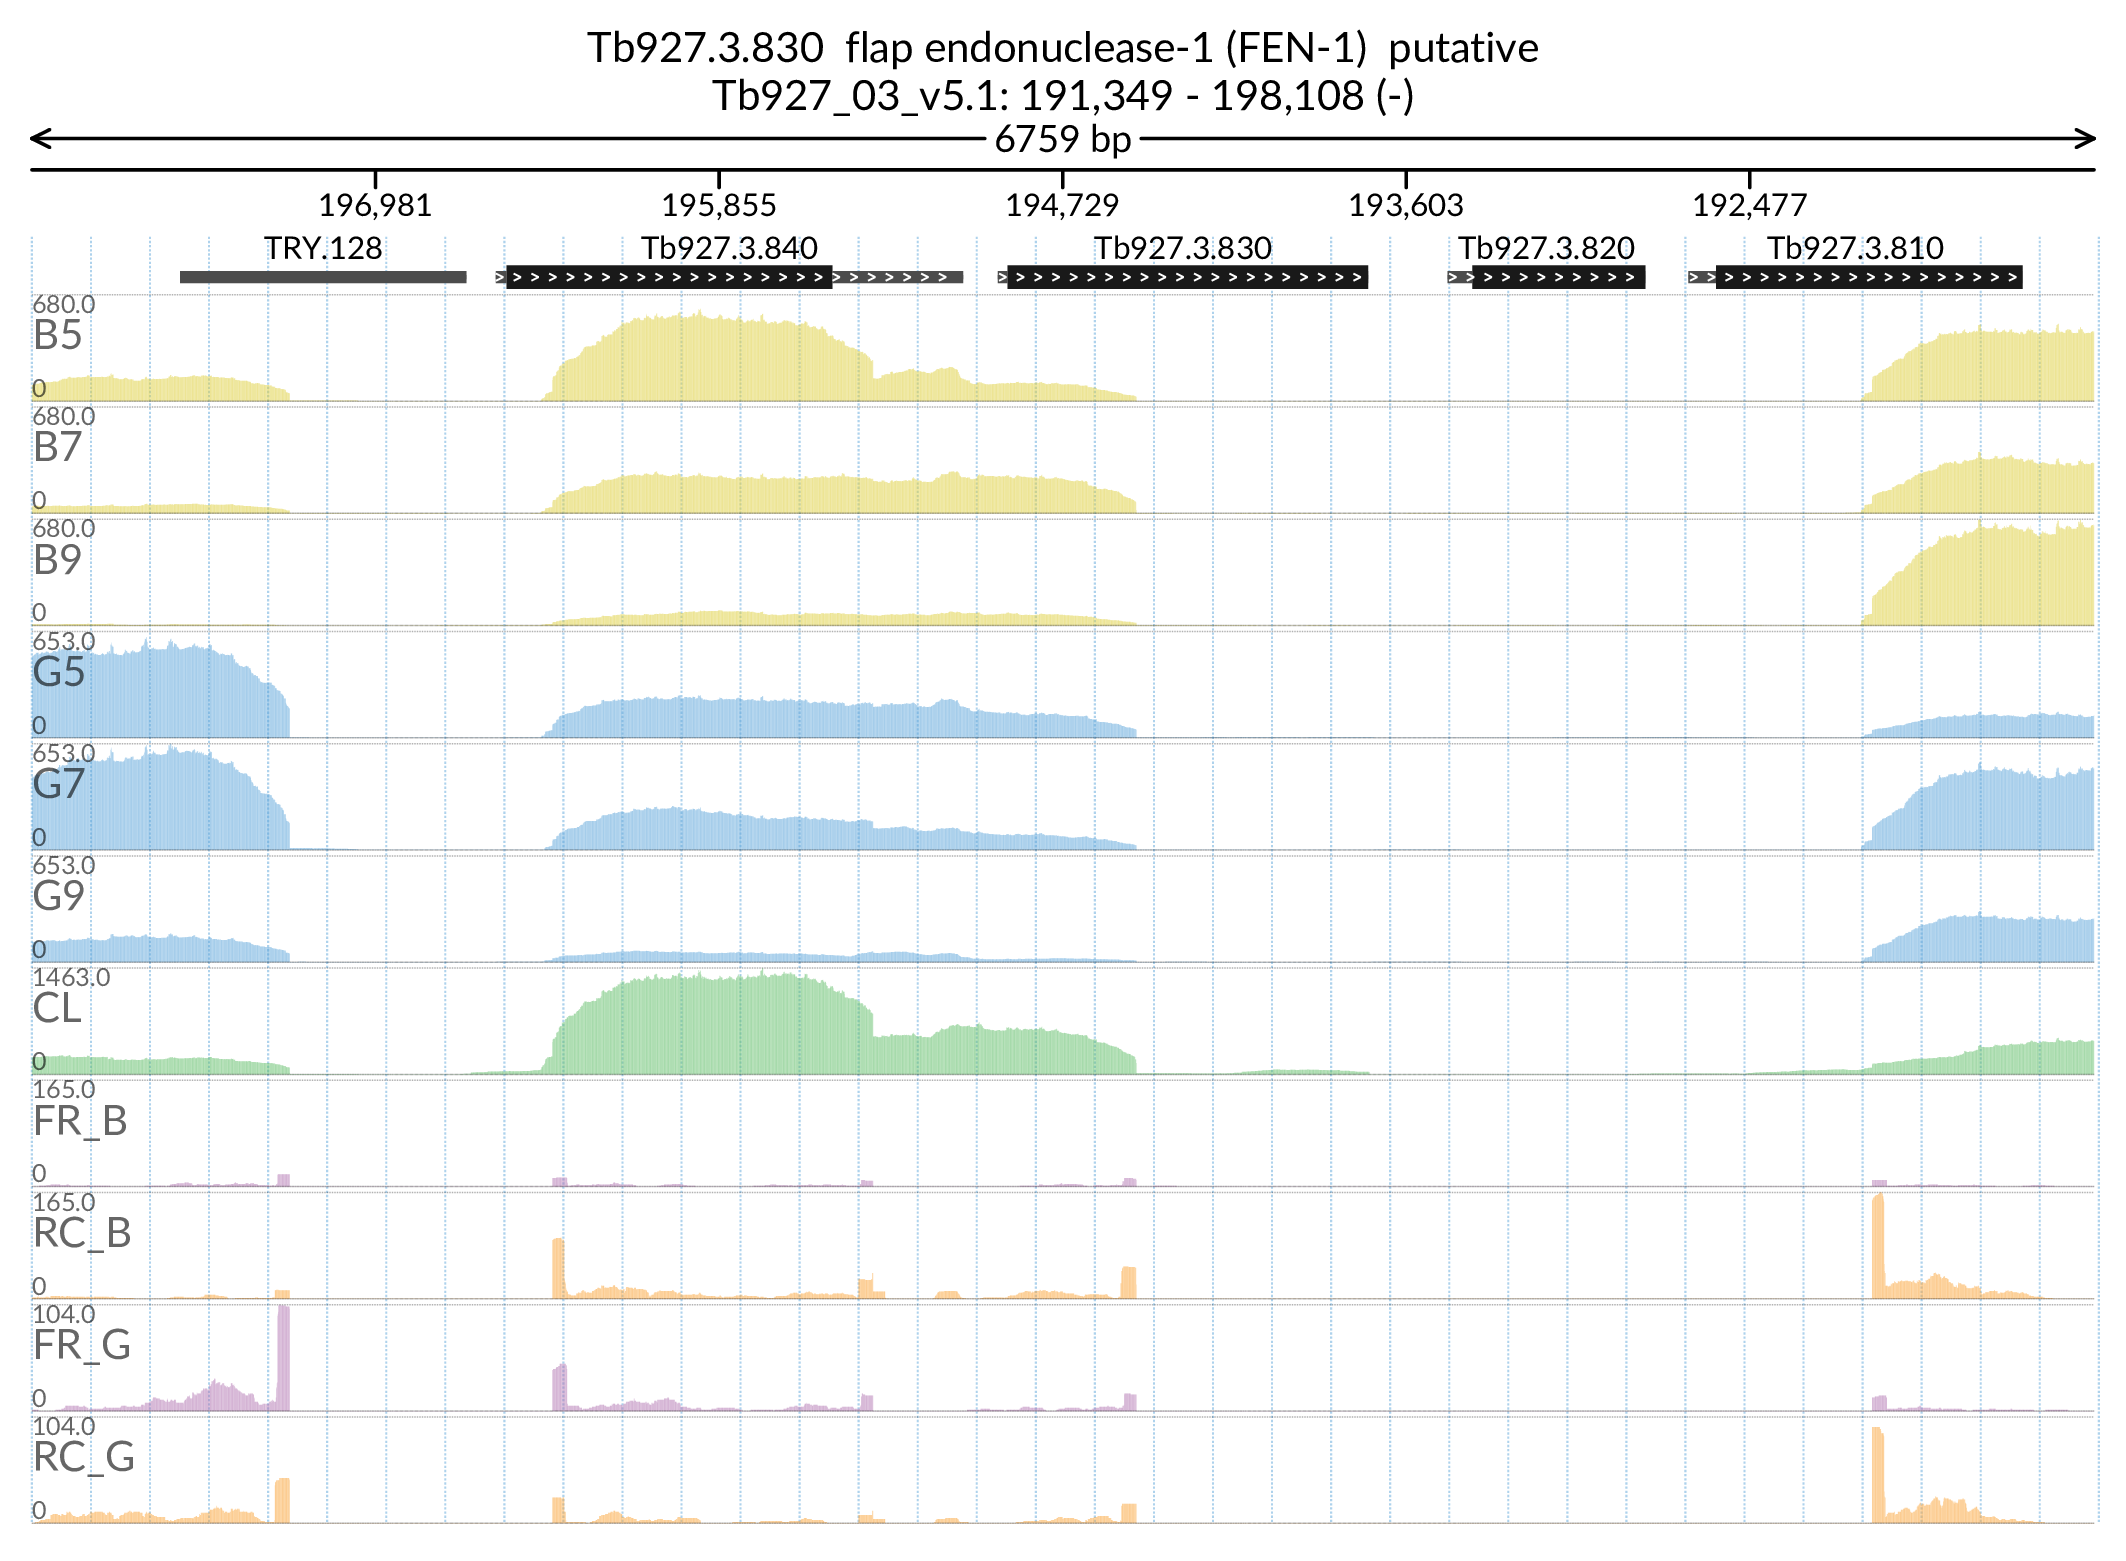 Tb927.3.830  flap endonuclease-1 (FEN-1)  putative
Tb927_03_v5.1: 191,349 - 198,108 (-)
6759 bp
196,981 195,855 194,729 193,603 192,477
TRY.128 Tb927.3.840 Tb927.3.830 Tb927.3.820 Tb927.3.810
680.0
B5
0
680.0
B7
0
680.0
B9
0
653.0
G5
0
653.0
G7
0
653.0
G9
0
1463.0
CL
0
165.0
FR_B
0
165.0
RC_B
0
104.0
FR_G
0
104.0
RC_G
0